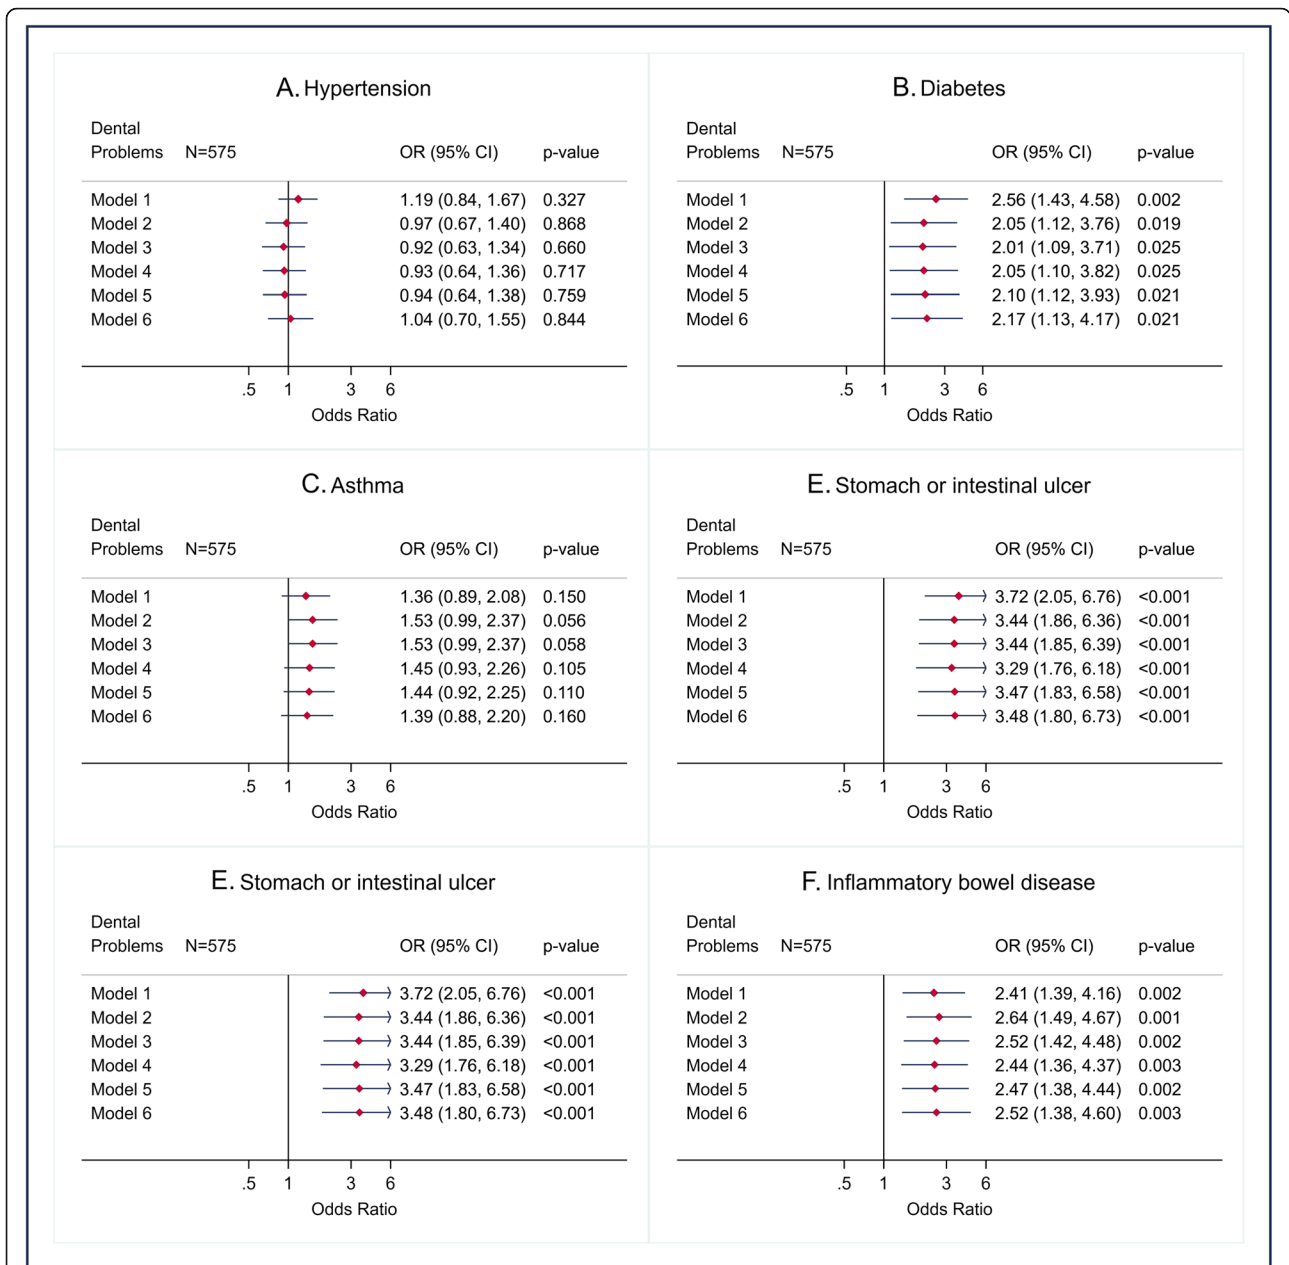 A. Hypertension
Dental
Problems N=575 OR (95% CI) p-value
Model 1 1.19 (0.84, 1.67) 0.327
Model 2 0.97 (0.67, 1.40) 0.868
Model 3 0.92 (0.63, 1.34) 0.660
Model 4 0.93 (0.64, 1.36) 0.717
Model 5 0.94 (0.64, 1.38) 0.759
Model 6 1.04 (0.70, 1.55) 0.844
.5 1 3 6
Odds Ratio
B. Diabetes
Dental
Problems N=575 OR (95% CI) p-value
Model 1 2.56 (1.43, 4.58) 0.002
Model 2 2.05 (1.12, 3.76) 0.019
Model 3 2.01 (1.09, 3.71) 0.025
Model 4 2.05 (1.10, 3.82) 0.025
Model 5 2.10 (1.12, 3.93) 0.021
Model 6 2.17 (1.13, 4.17) 0.021
.5 1 3 6
Odds Ratio
C. Asthma
Dental
Problems N=575 OR (95% CI) p-value
Model 1 1.36 (0.89, 2.08) 0.150
Model 2 1.53 (0.99, 2.37) 0.056
Model 3 1.53 (0.99, 2.37) 0.058
Model 4 1.45 (0.93, 2.26) 0.105
Model 5 1.44 (0.92, 2.25) 0.110
Model 6 1.39 (0.88, 2.20) 0.160
.5 1 3 6
Odds Ratio
E. Stomach or intestinal ulcer
Dental
Problems N=575 OR (95% CI) p-value
Model 1 3.72 (2.05, 6.76) <0.001
Model 2 3.44 (1.86, 6.36) <0.001
Model 3 3.44 (1.85, 6.39) <0.001
Model 4 3.29 (1.76, 6.18) <0.001
Model 5 3.47 (1.83, 6.58) <0.001
Model 6 3.48 (1.80, 6.73) <0.001
.5 1 3 6
Odds Ratio
E. Stomach or intestinal ulcer
Dental
Problems N=575 OR (95% CI) p-value
Model 1 3.72 (2.05, 6.76) <0.001
Model 2 3.44 (1.86, 6.36) <0.001
Model 3 3.44 (1.85, 6.39) <0.001
Model 4 3.29 (1.76, 6.18) <0.001
Model 5 3.47 (1.83, 6.58) <0.001
Model 6 3.48 (1.80, 6.73) <0.001
.5 1 3 6
Odds Ratio
F. Inflammatory bowel disease
Dental
Problems N=575 OR (95% CI) p-value
Model 1 2.41 (1.39, 4.16) 0.002
Model 2 2.64 (1.49, 4.67) 0.001
Model 3 2.52 (1.42, 4.48) 0.002
Model 4 2.44 (1.36, 4.37) 0.003
Model 5 2.47 (1.38, 4.44) 0.002
Model 6 2.52 (1.38, 4.60) 0.003
.5 1 3 6
Odds Ratio